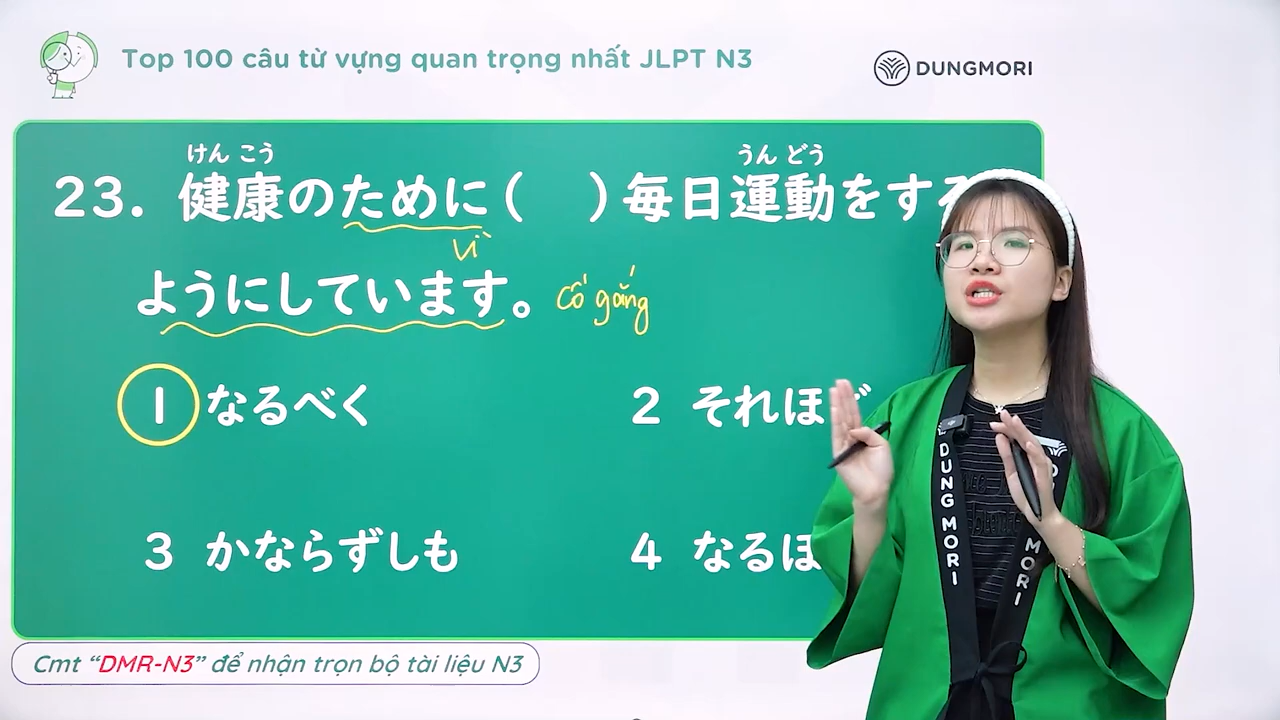 Top 100 câu từ vựng quan trọng nhất JLPT N3
DUNGMORI
けんこう うんどう
23. 健康のために( )毎日運動をする
vì
ようにしています。 cố gắng
1 なるべく 2 それほど
3 かならずしも 4 なるほ
DUNG MORI
MORI
Cmt “DMR-N3” để nhận trọn bộ tài liệu N3